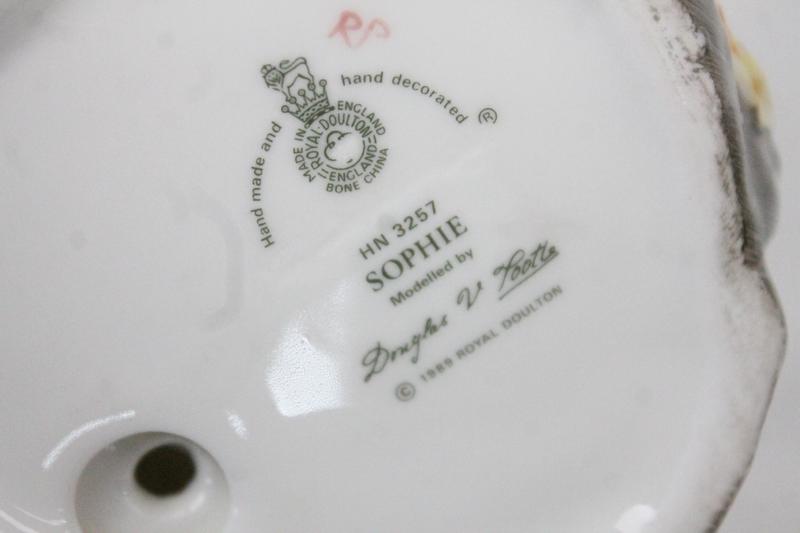 RS
Hand made and hand decorated ®
MADE IN ENGLAND
ROYAL·DOULTON
ENGLAND
BONE CHINA
HN 3257
SOPHIE
Modelled by
Douglas V Tootle
© 1989 ROYAL DOULTON